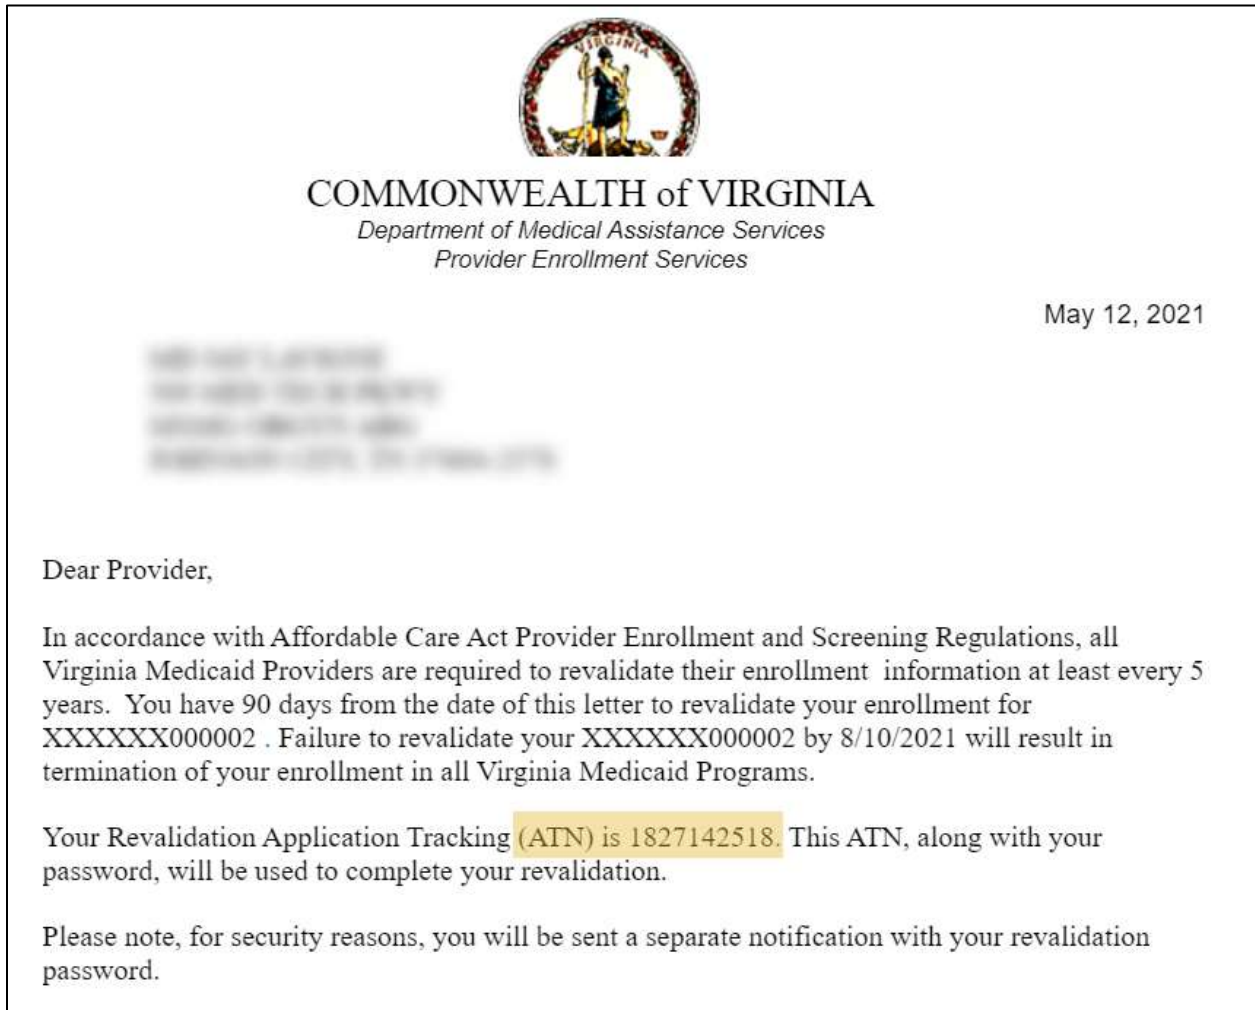 VIRGINIA
COMMONWEALTH of VIRGINIA
Department of Medical Assistance Services
Provider Enrollment Services
May 12, 2021
Dear Provider,
In accordance with Affordable Care Act Provider Enrollment and Screening Regulations, all
Virginia Medicaid Providers are required to revalidate their enrollment  information at least every 5
years.  You have 90 days from the date of this letter to revalidate your enrollment for
XXXXXX000002 . Failure to revalidate your XXXXXX000002 by 8/10/2021 will result in
termination of your enrollment in all Virginia Medicaid Programs.
Your Revalidation Application Tracking (ATN) is 1827142518. This ATN, along with your
password, will be used to complete your revalidation.
Please note, for security reasons, you will be sent a separate notification with your revalidation
password.